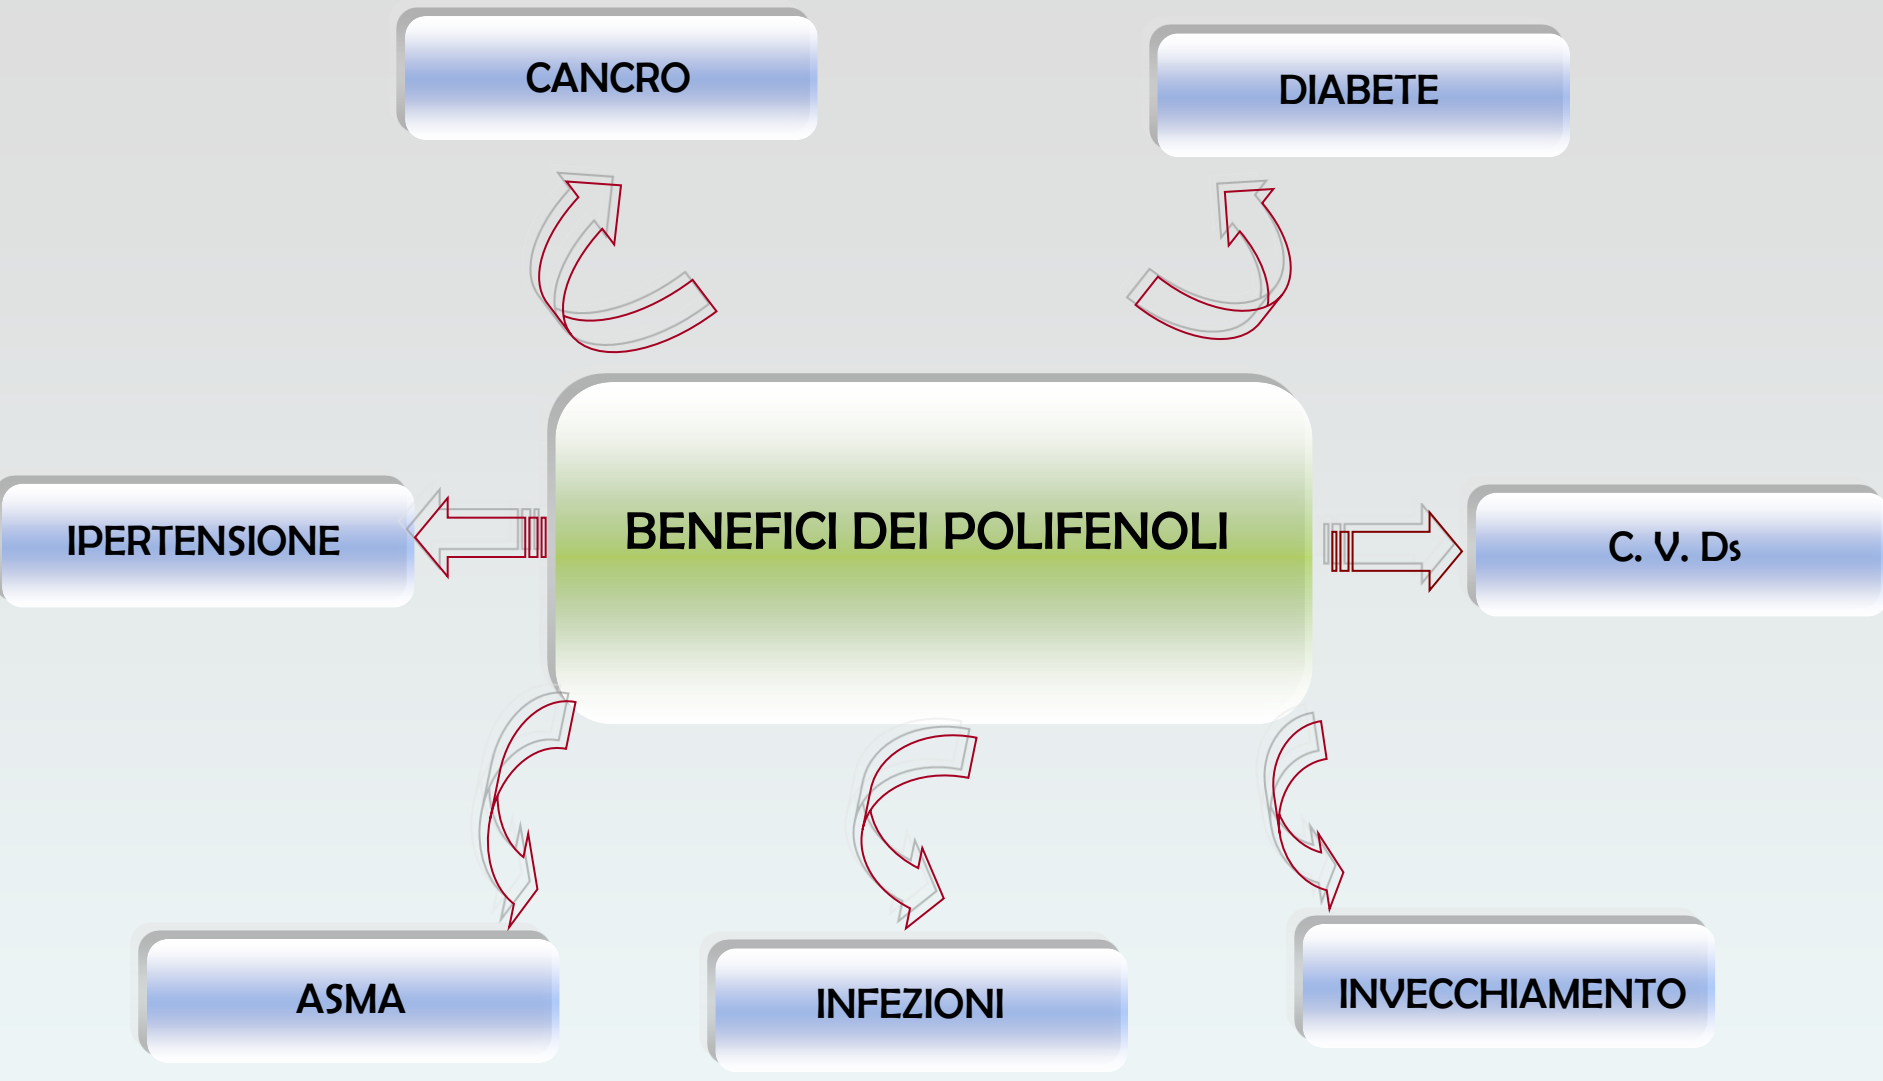 CANCRO
DIABETE
IPERTENSIONE
BENEFICI DEI POLIFENOLI
C. V. Ds
ASMA
INFEZIONI
INVECCHIAMENTO